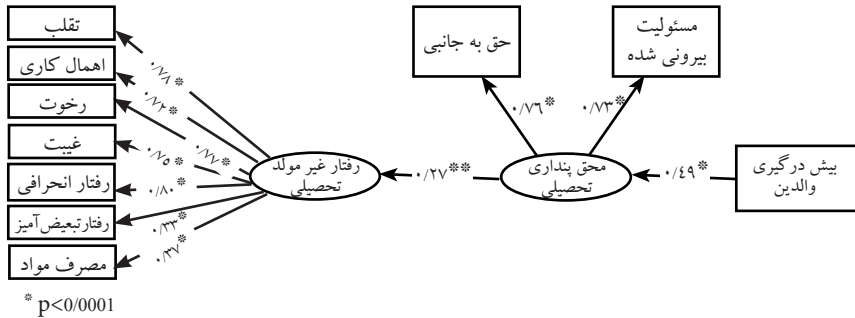 تقلب
اهمال کاری
رخوت
غیبت
رفتار انحرافی
رفتار تبعیض آمیز
مصرف مواد
۰/۷۸*
۰/۷۲*
۰/۷۷*
۰/۷۵*
۰/۸۰*
۰/۳۳*
۰/۳۷*
رفتار غیر مولد
تحصیلی
۰/۲۷**
محق پنداری
تحصیلی
حق به جانبی
۰/۷۶*
مسئولیت
بیرونی شده
۰/۷۳*
۰/۴۹*
بیش درگیری
والدین
* p<0/0001